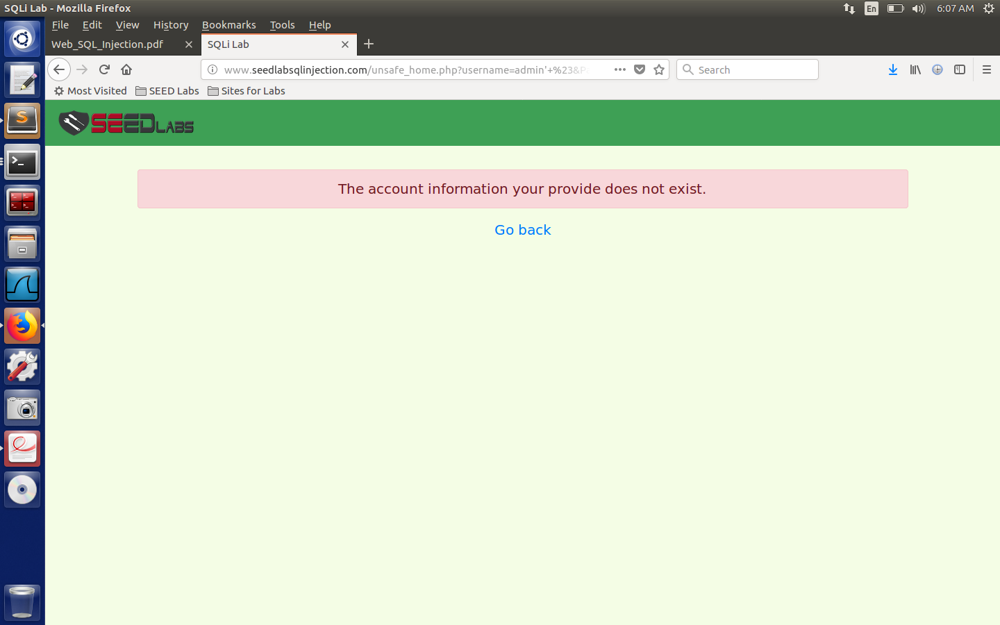 SQLi Lab - Mozilla Firefox
En
6:07 AM
File Edit View History Bookmarks Tools Help
Web_SQL_Injection.pdf
SQLi Lab
www.seedlabsqlinjection.com/unsafe_home.php?username=admin'+%23&P
Search
Most Visited
SEED Labs
Sites for Labs
SEEDLABS
The account information your provide does not exist.
Go back